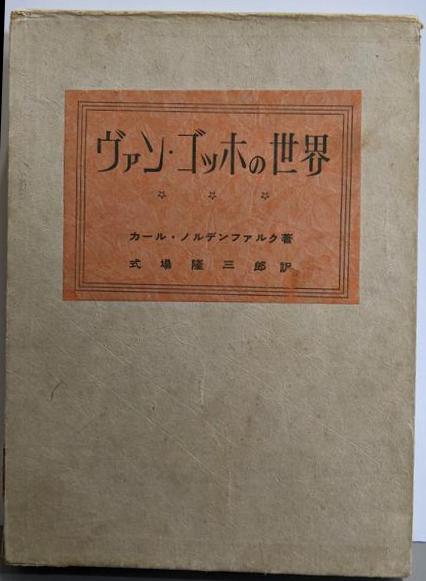 ヴァン・ゴッホの世界
カール・ノルデンファルク著
式場隆三郎訳